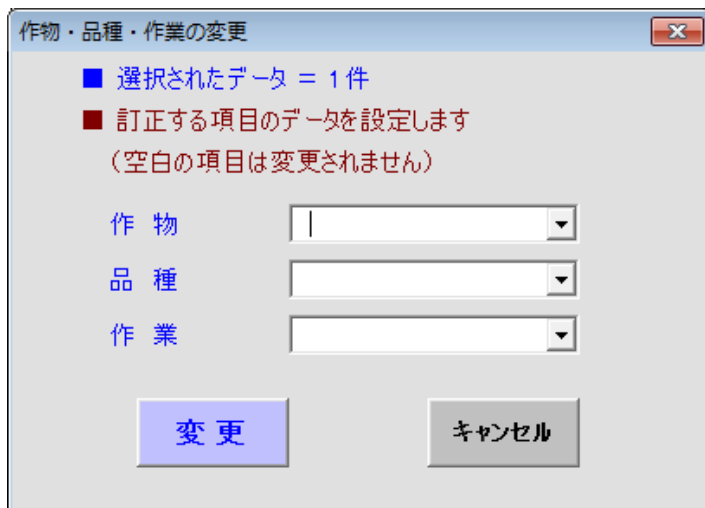 作物・品種・作業の変更
■ 選択されたデータ = 1件
■ 訂正する項目のデータを設定します
（空白の項目は変更されません）
作 物
品 種
作 業
変 更
キャンセル